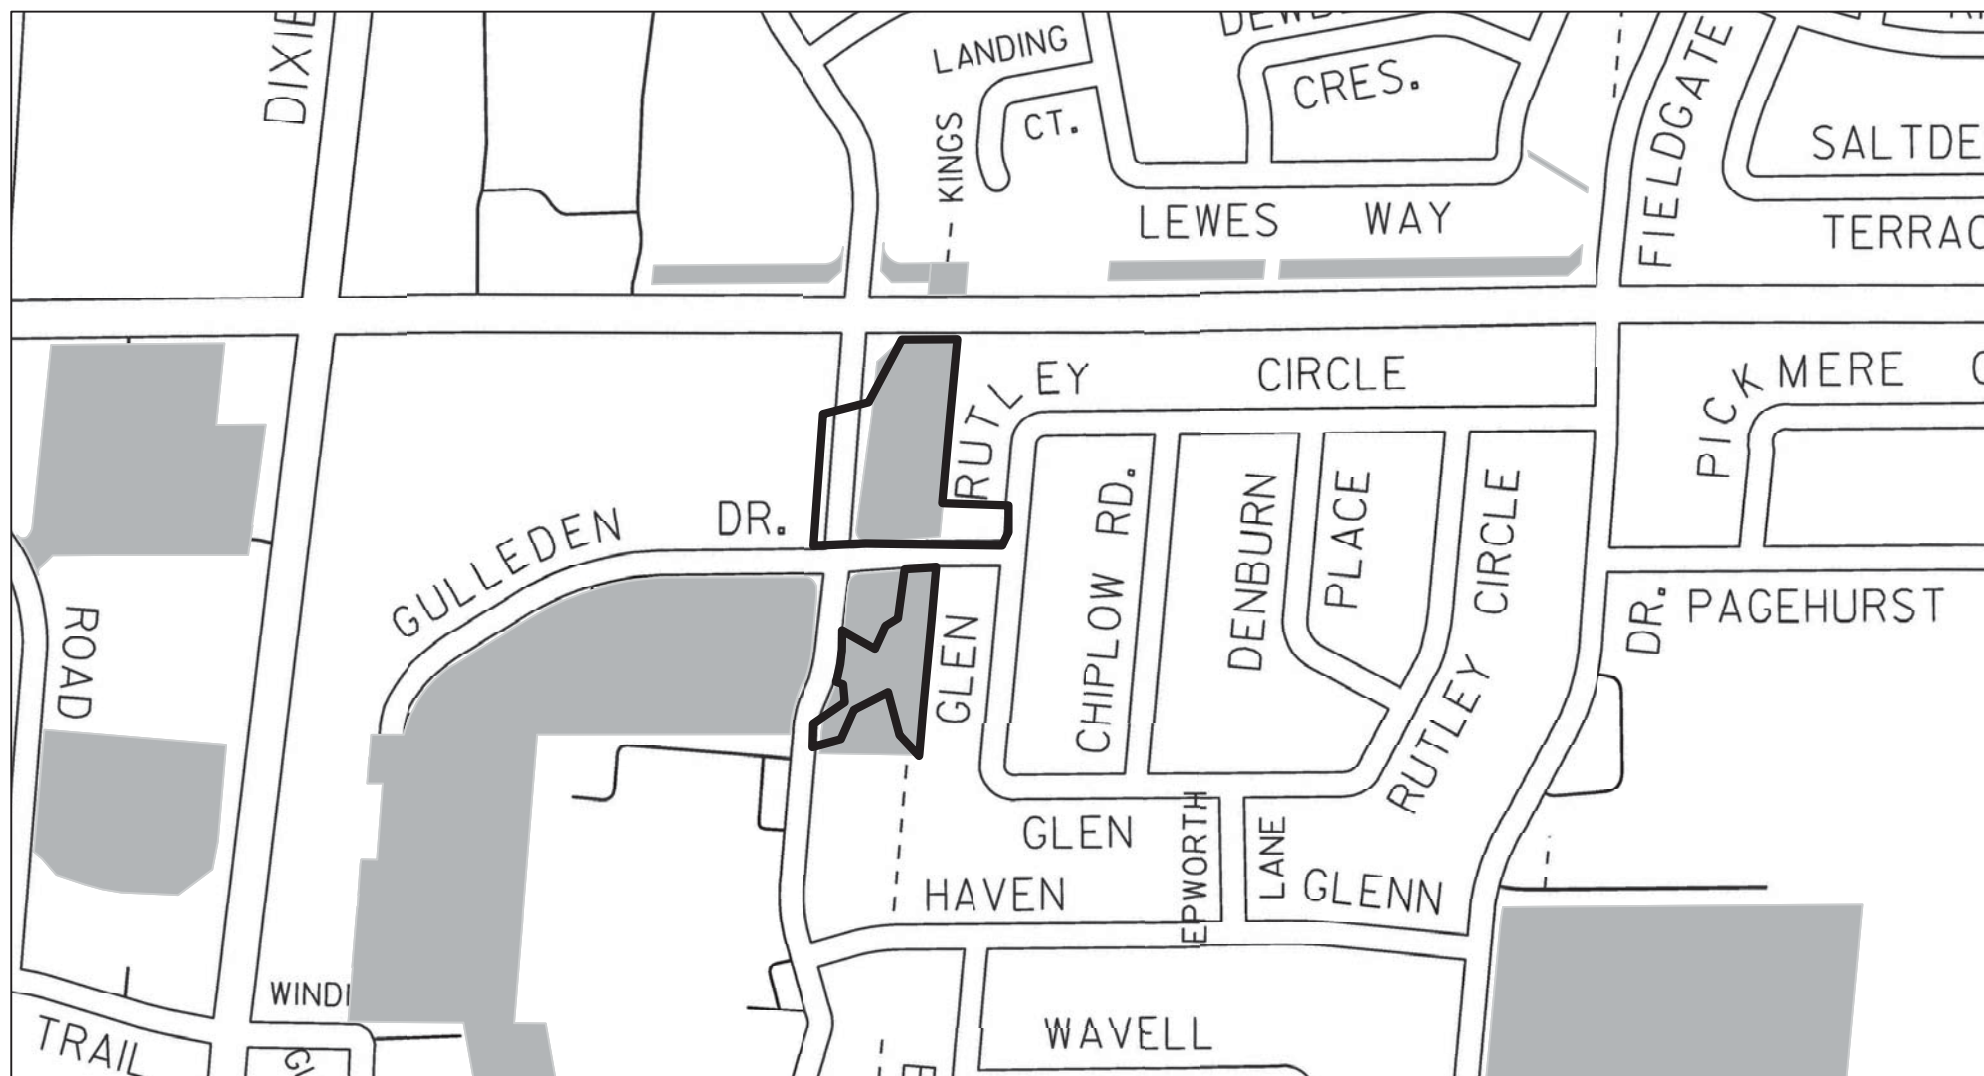 DIXIE
LANDING
KINGS
CT.
CRES.
FIELDGATE
LEWES WAY
TERRAC
GULLEDEN DR.
RUTLEY CIRCLE
PICKMERE
ROAD
GLEN
CHIPLOW RD.
DENBURN
PLACE
CIRCLE
RUTLEY
DR.
PAGEHURST
GLEN
HAVEN
EPWORTH
LANE
GLENN
WINDI
TRAIL
WAVELL
SALTDE